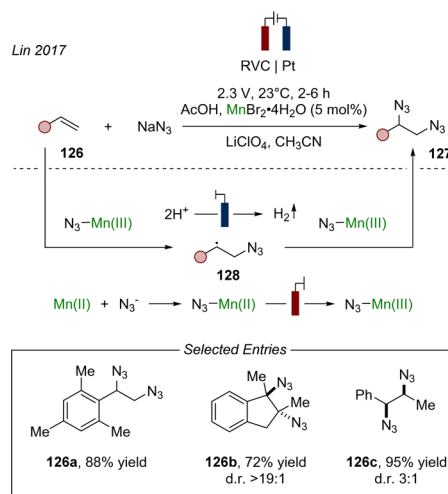 Lin 2017
RVC | Pt
2.3 V, 23°C, 2-6 h
AcOH, MnBr₂•4H₂O (5 mol%)
LiClO₄, CH₃CN
126
+
NaN₃
N₃
N₃
127
N₃−Mn(III)
2H⁺
H₂↑
N₃−Mn(III)
N₃
128
Mn(II) + N₃⁻
N₃−Mn(II)
N₃−Mn(III)
Selected Entries
Me
N₃
N₃
Me
Me
126a, 88% yield
Me
N₃
Me
N₃
126b, 72% yield
d.r. >19:1
N₃
Ph
Me
N₃
126c, 95% yield
d.r. 3:1